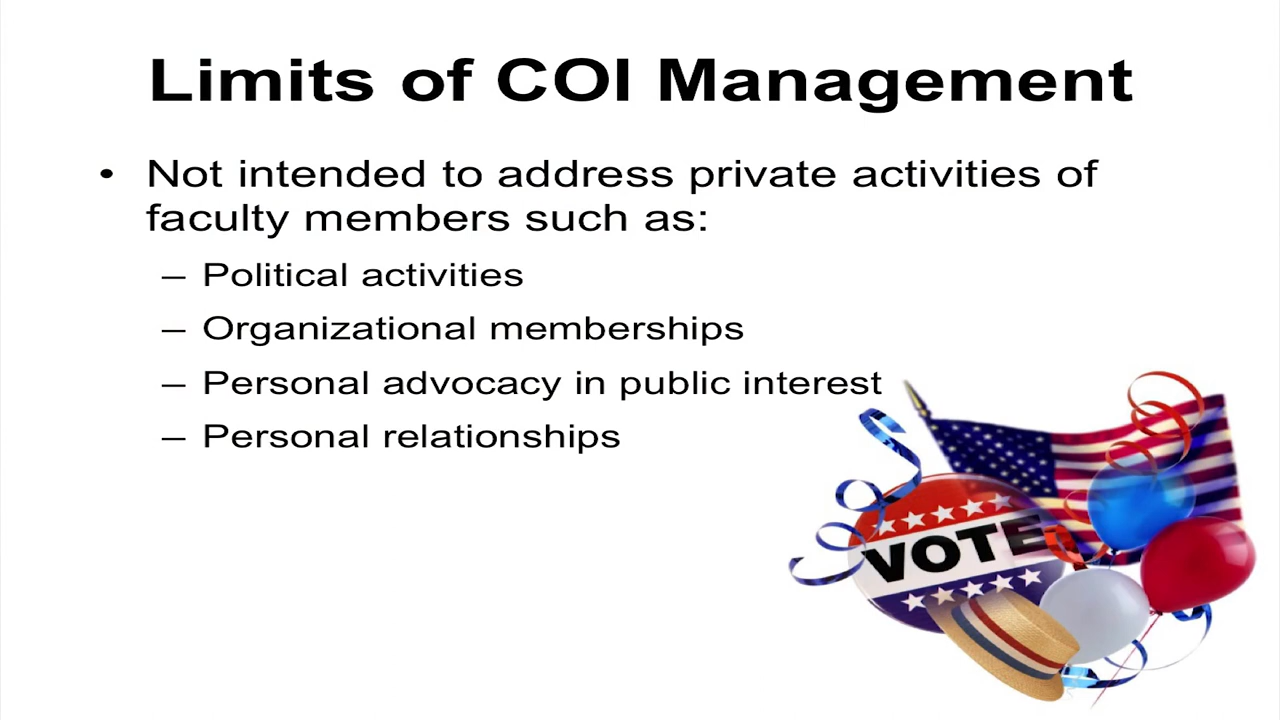 Limits of COI Management
• Not intended to address private activities of
faculty members such as:
– Political activities
– Organizational memberships
– Personal advocacy in public interest
– Personal relationships
VOTE